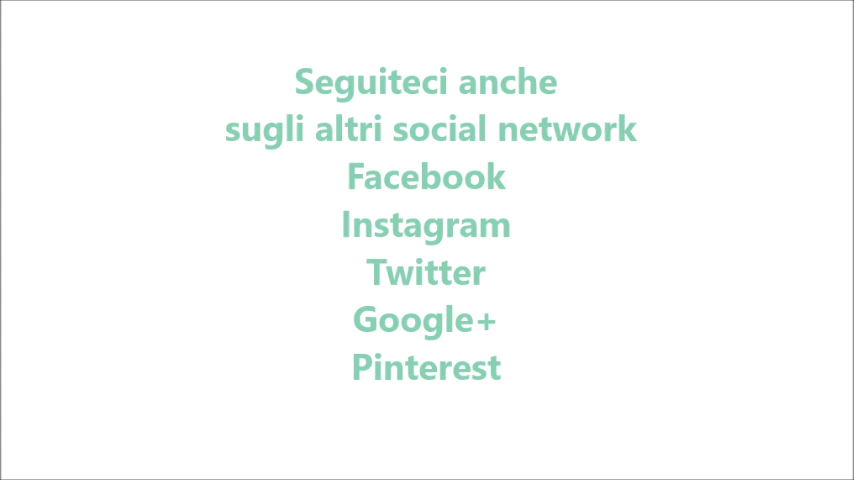 Seguiteci anche
sugli altri social network
Facebook
Instagram
Twitter
Google+
Pinterest